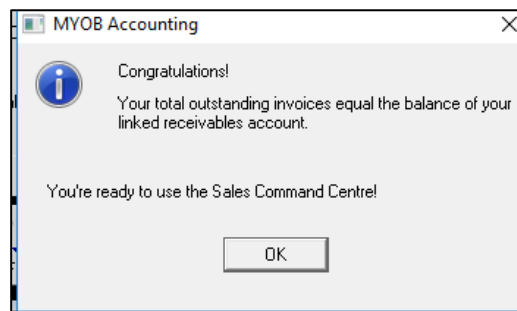 MYOB Accounting
Congratulations!
Your total outstanding invoices equal the balance of your
linked receivables account.
You're ready to use the Sales Command Centre!
OK